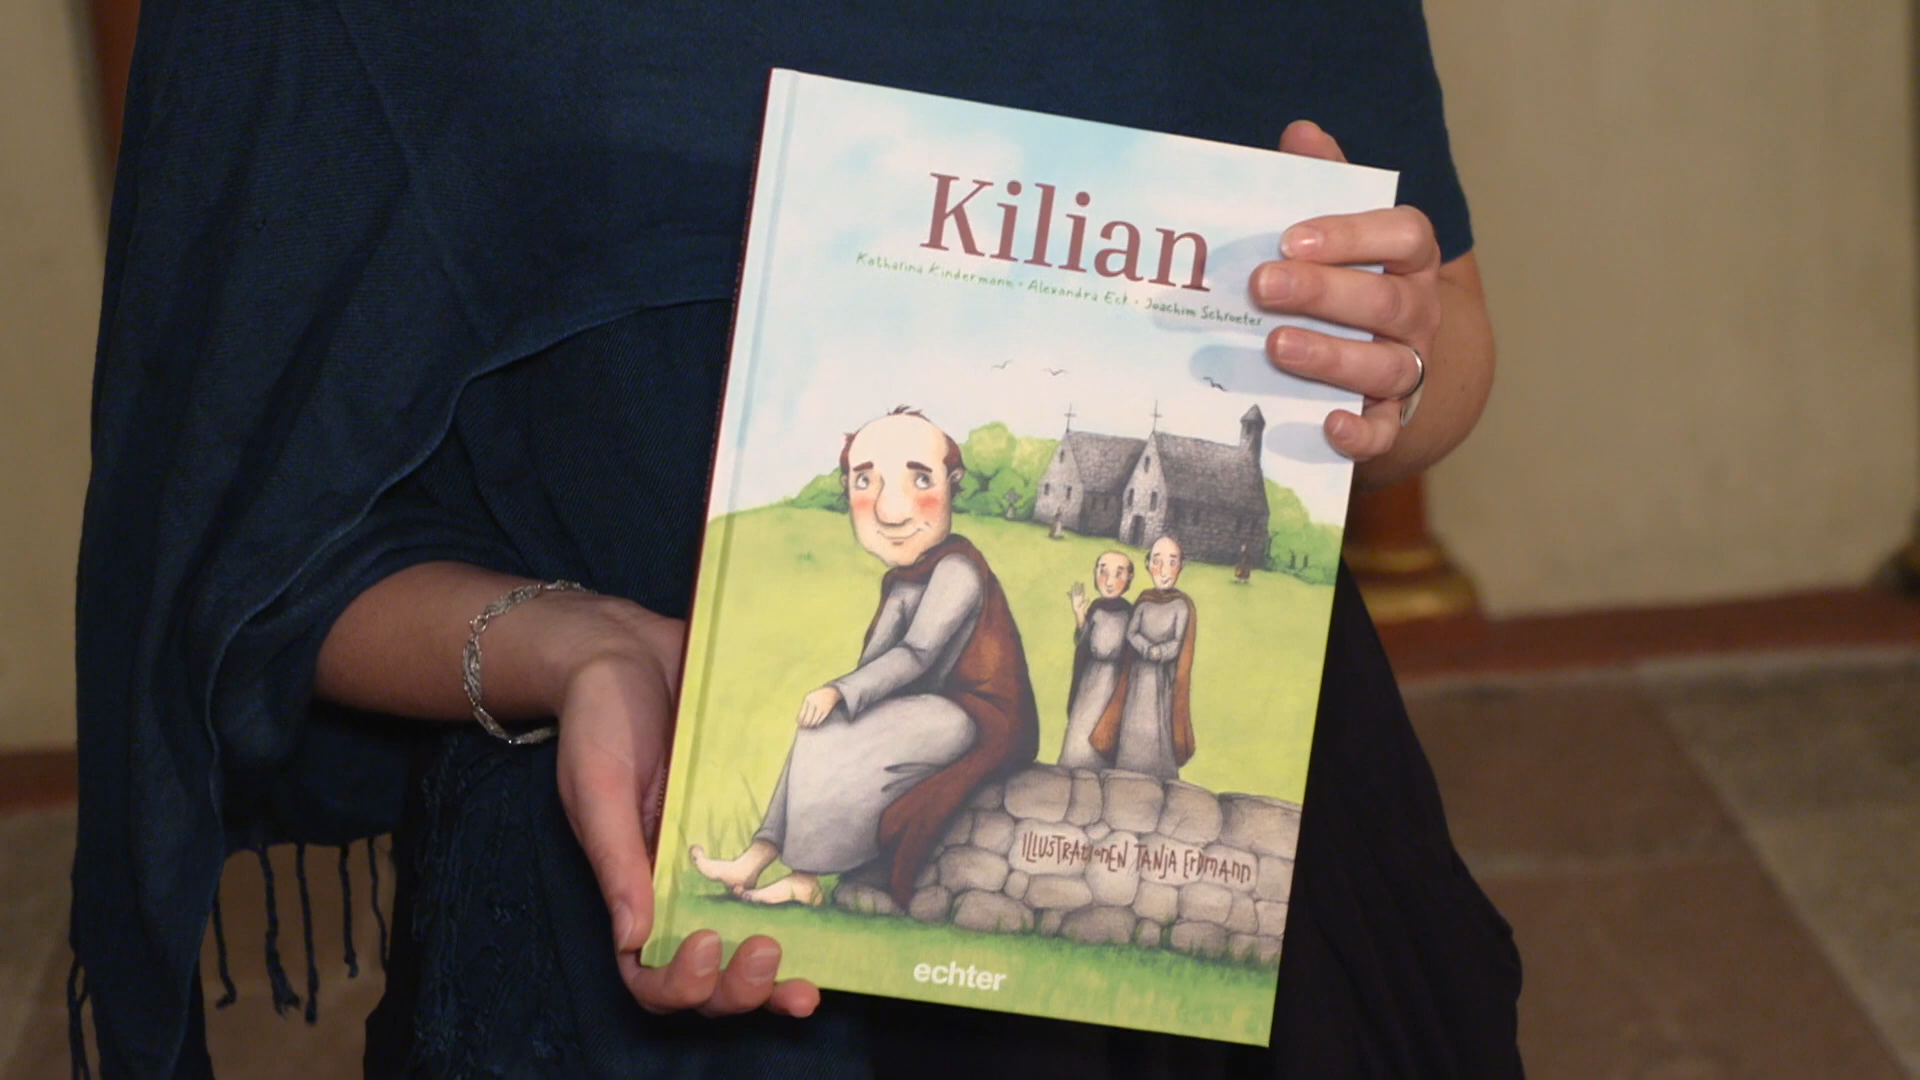 Kilian
Katharina Kindermann • Alexandra Eck • Joachim Schroeter
ILLUSTRATIONEN TANJA ERDMANN
echter